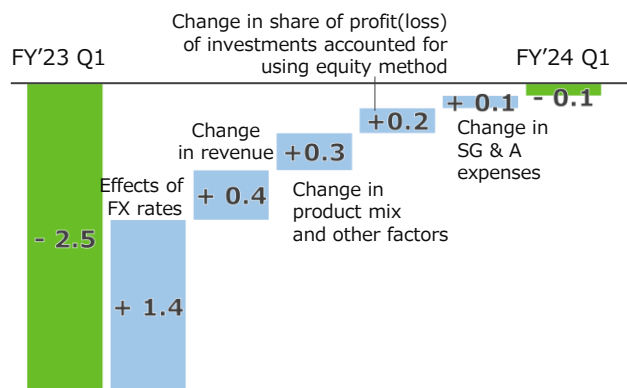 Change in share of profit(loss)
of investments accounted for
using equity method
FY'23 Q1
FY'24 Q1
- 2.5
Effects of
FX rates
+ 1.4
Change
in revenue
+ 0.4
+0.3
Change in
product mix
and other factors
+0.2
+ 0.1
Change in
SG & A
expenses
- 0.1